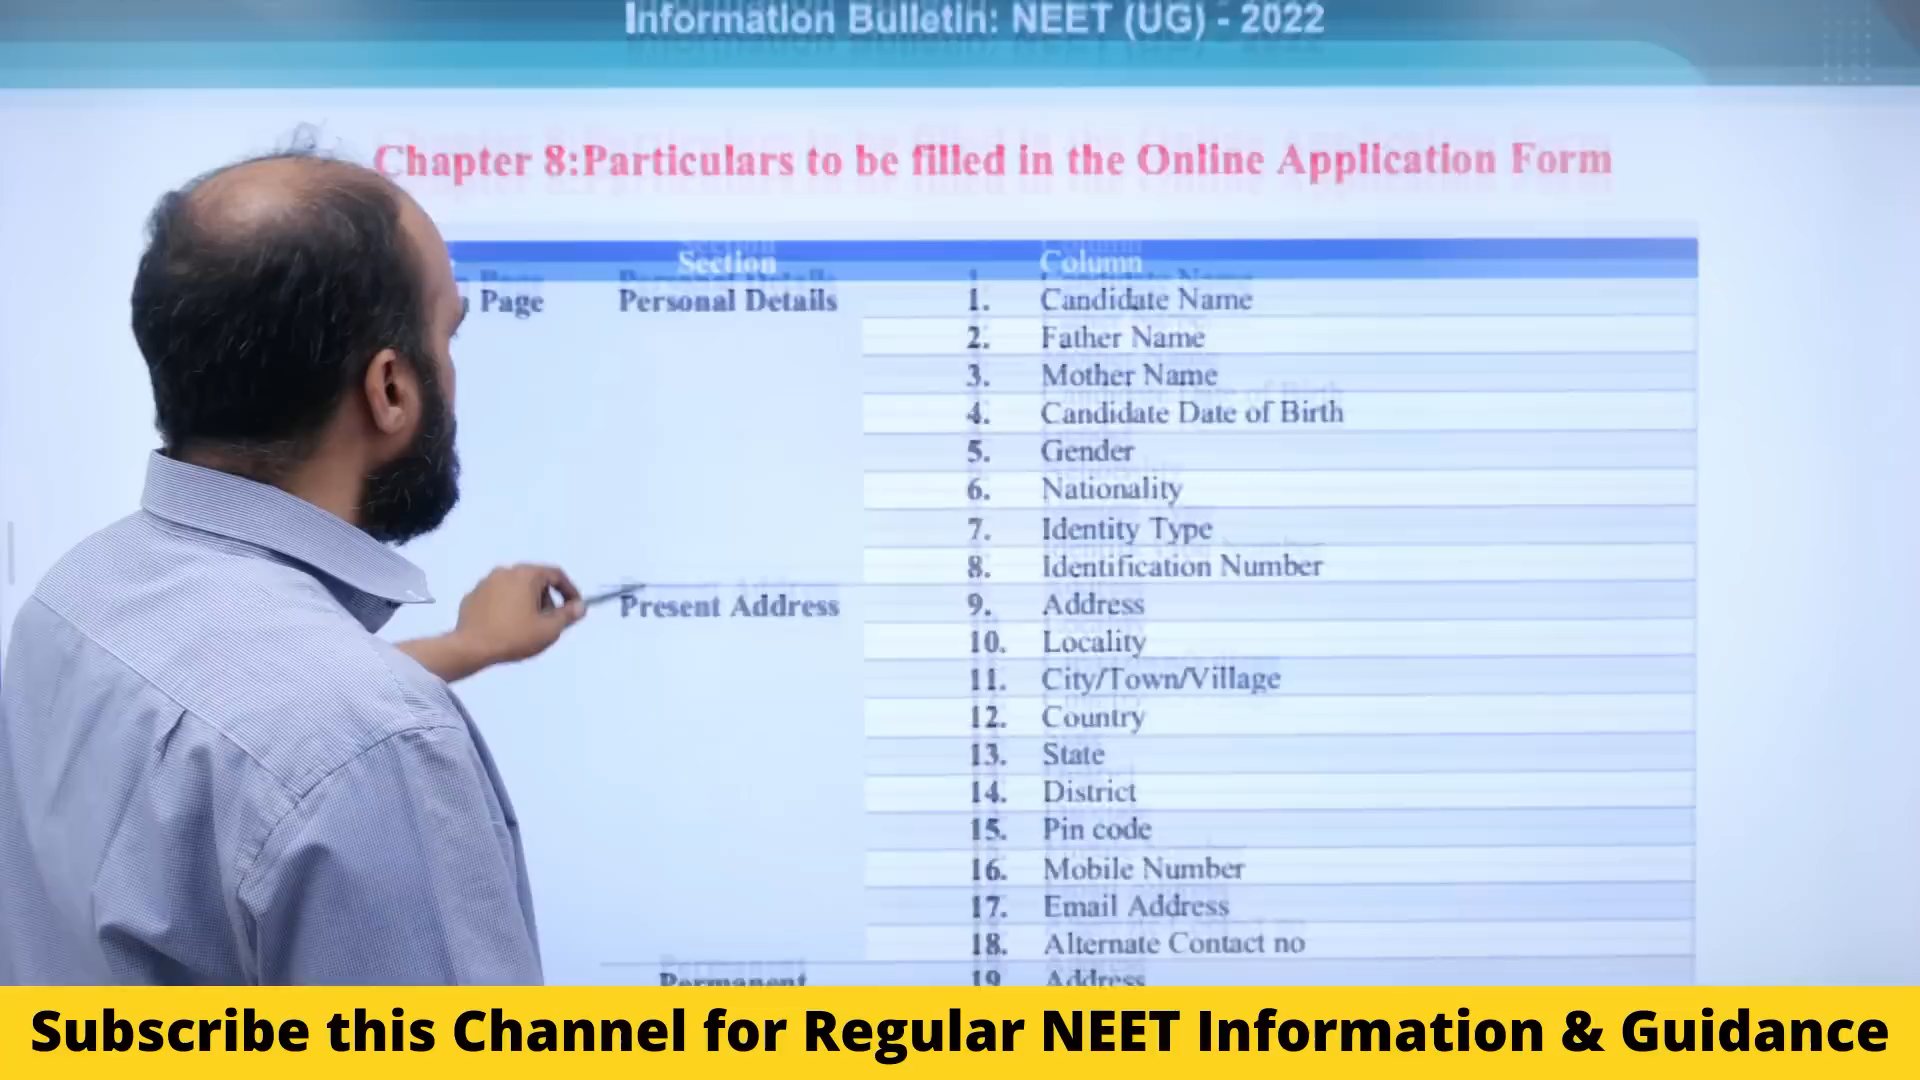 Information Bulletin: NEET (UG) - 2022
Chapter 8:Particulars to be filled in the Online Application Form
Section Column
Page Personal Details 1. Candidate Name
2. Father Name
3. Mother Name
4. Candidate Date of Birth
5. Gender
6. Nationality
7. Identity Type
8. Identification Number
Present Address 9. Address
10. Locality
11. City/Town/Village
12. Country
13. State
14. District
15. Pin code
16. Mobile Number
17. Email Address
18. Alternate Contact no
Permanent 19 Address
Subscribe this Channel for Regular NEET Information & Guidance